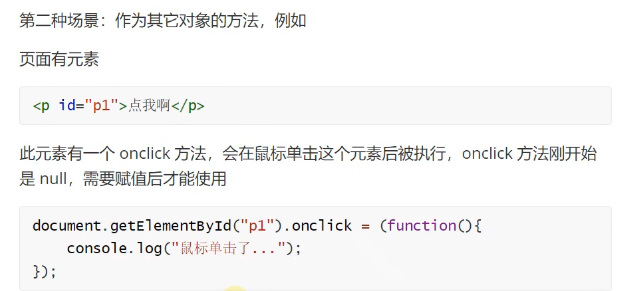 第二种场景：作为其它对象的方法，例如
页面有元素
<p id="p1">点我啊</p>
此元素有一个 onclick 方法，会在鼠标单击这个元素后被执行，onclick 方法刚开始
是 null，需要赋值后才能使用
document.getElementById("p1").onclick = (function(){
    console.log("鼠标单击了...");
});